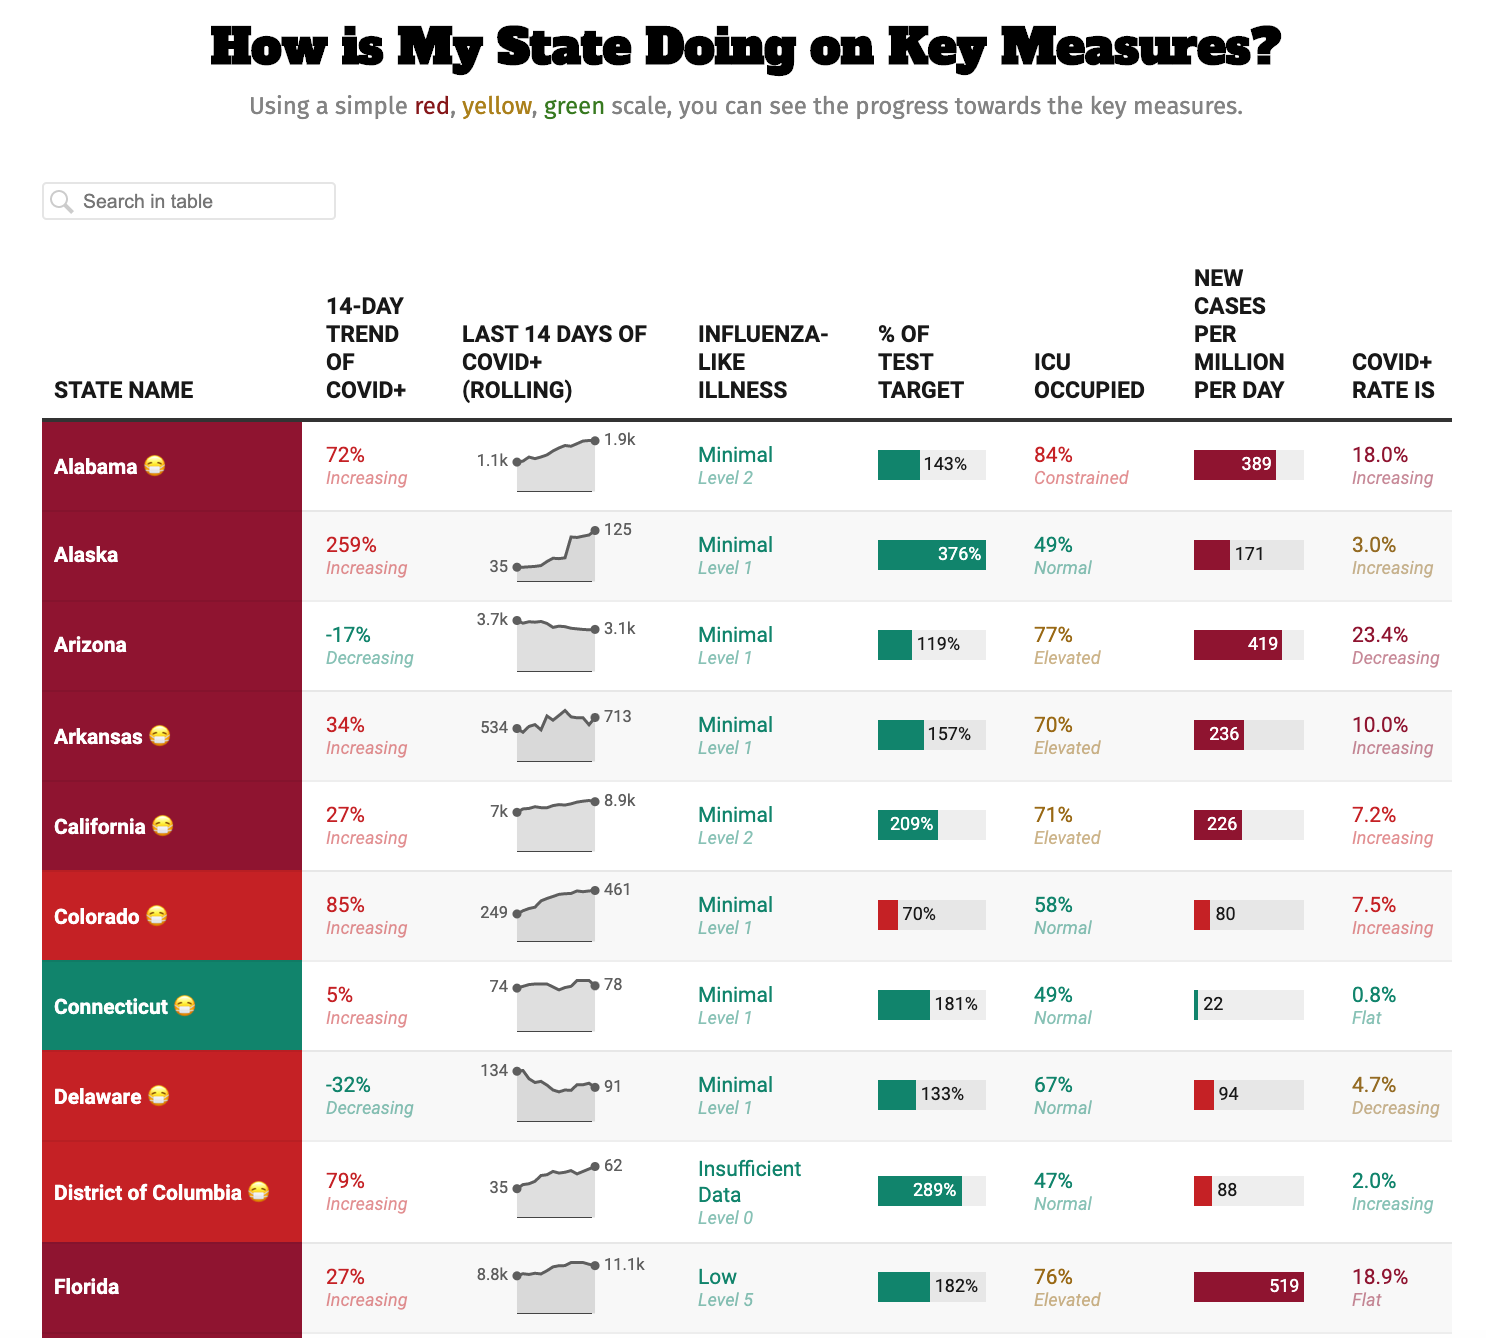 How is My State Doing on Key Measures?
Using a simple red, yellow, green scale, you can see the progress towards the key measures.
Search in table
STATE NAME
14-DAY
TREND
OF
COVID+
LAST 14 DAYS OF
COVID+
(ROLLING)
INFLUENZA-
LIKE
ILLNESS
% OF
TEST
TARGET
ICU
OCCUPIED
NEW
CASES
PER
MILLION
PER DAY
COVID+
RATE IS
Alabama 😷
72%
Increasing
1.1k
1.9k
Minimal
Level 2
143%
84%
Constrained
389
18.0%
Increasing
Alaska
259%
Increasing
35
125
Minimal
Level 1
376%
49%
Normal
171
3.0%
Increasing
Arizona
-17%
Decreasing
3.7k
3.1k
Minimal
Level 1
119%
77%
Elevated
419
23.4%
Decreasing
Arkansas 😷
34%
Increasing
534
713
Minimal
Level 1
157%
70%
Elevated
236
10.0%
Increasing
California 😷
27%
Increasing
7k
8.9k
Minimal
Level 2
209%
71%
Elevated
226
7.2%
Increasing
Colorado 😷
85%
Increasing
249
461
Minimal
Level 1
70%
58%
Normal
80
7.5%
Increasing
Connecticut 😷
5%
Increasing
74
78
Minimal
Level 1
181%
49%
Normal
22
0.8%
Flat
Delaware 😷
-32%
Decreasing
134
91
Minimal
Level 1
133%
67%
Normal
94
4.7%
Decreasing
District of Columbia 😷
79%
Increasing
35
62
Insufficient
Data
Level 0
289%
47%
Normal
88
2.0%
Increasing
Florida
27%
Increasing
8.8k
11.1k
Low
Level 5
182%
76%
Elevated
519
18.9%
Flat